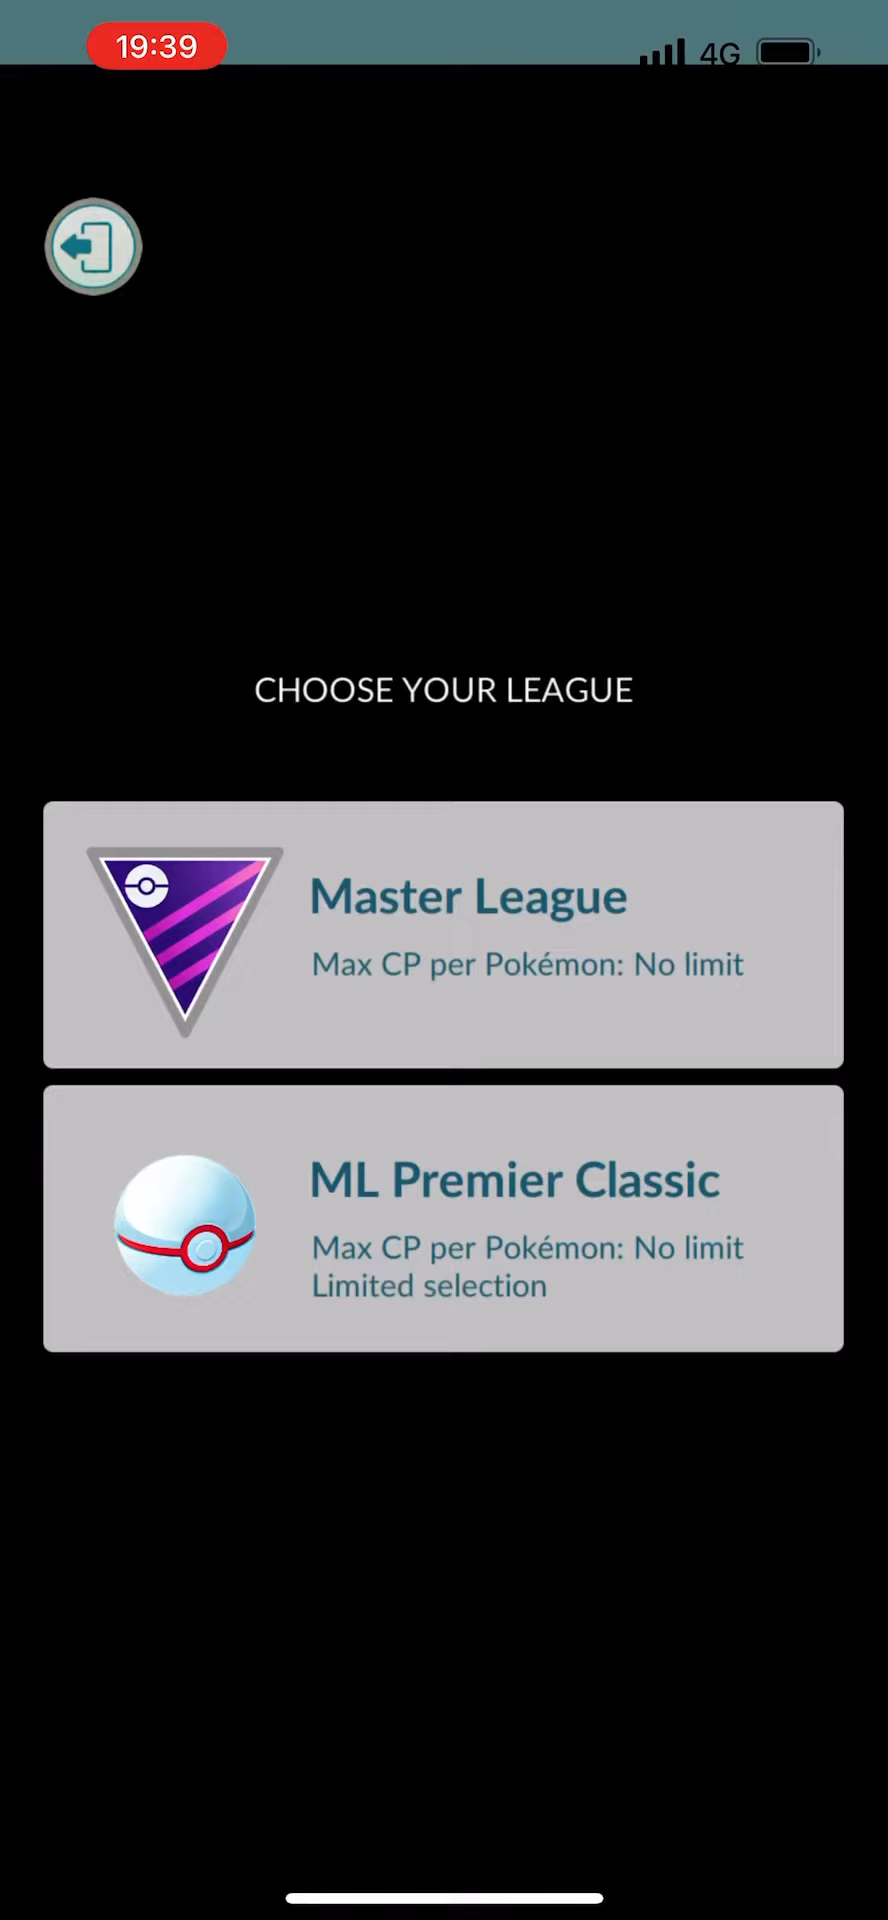 19:39
4G
CHOOSE YOUR LEAGUE
Master League
Max CP per Pokémon: No limit
ML Premier Classic
Max CP per Pokémon: No limit
Limited selection